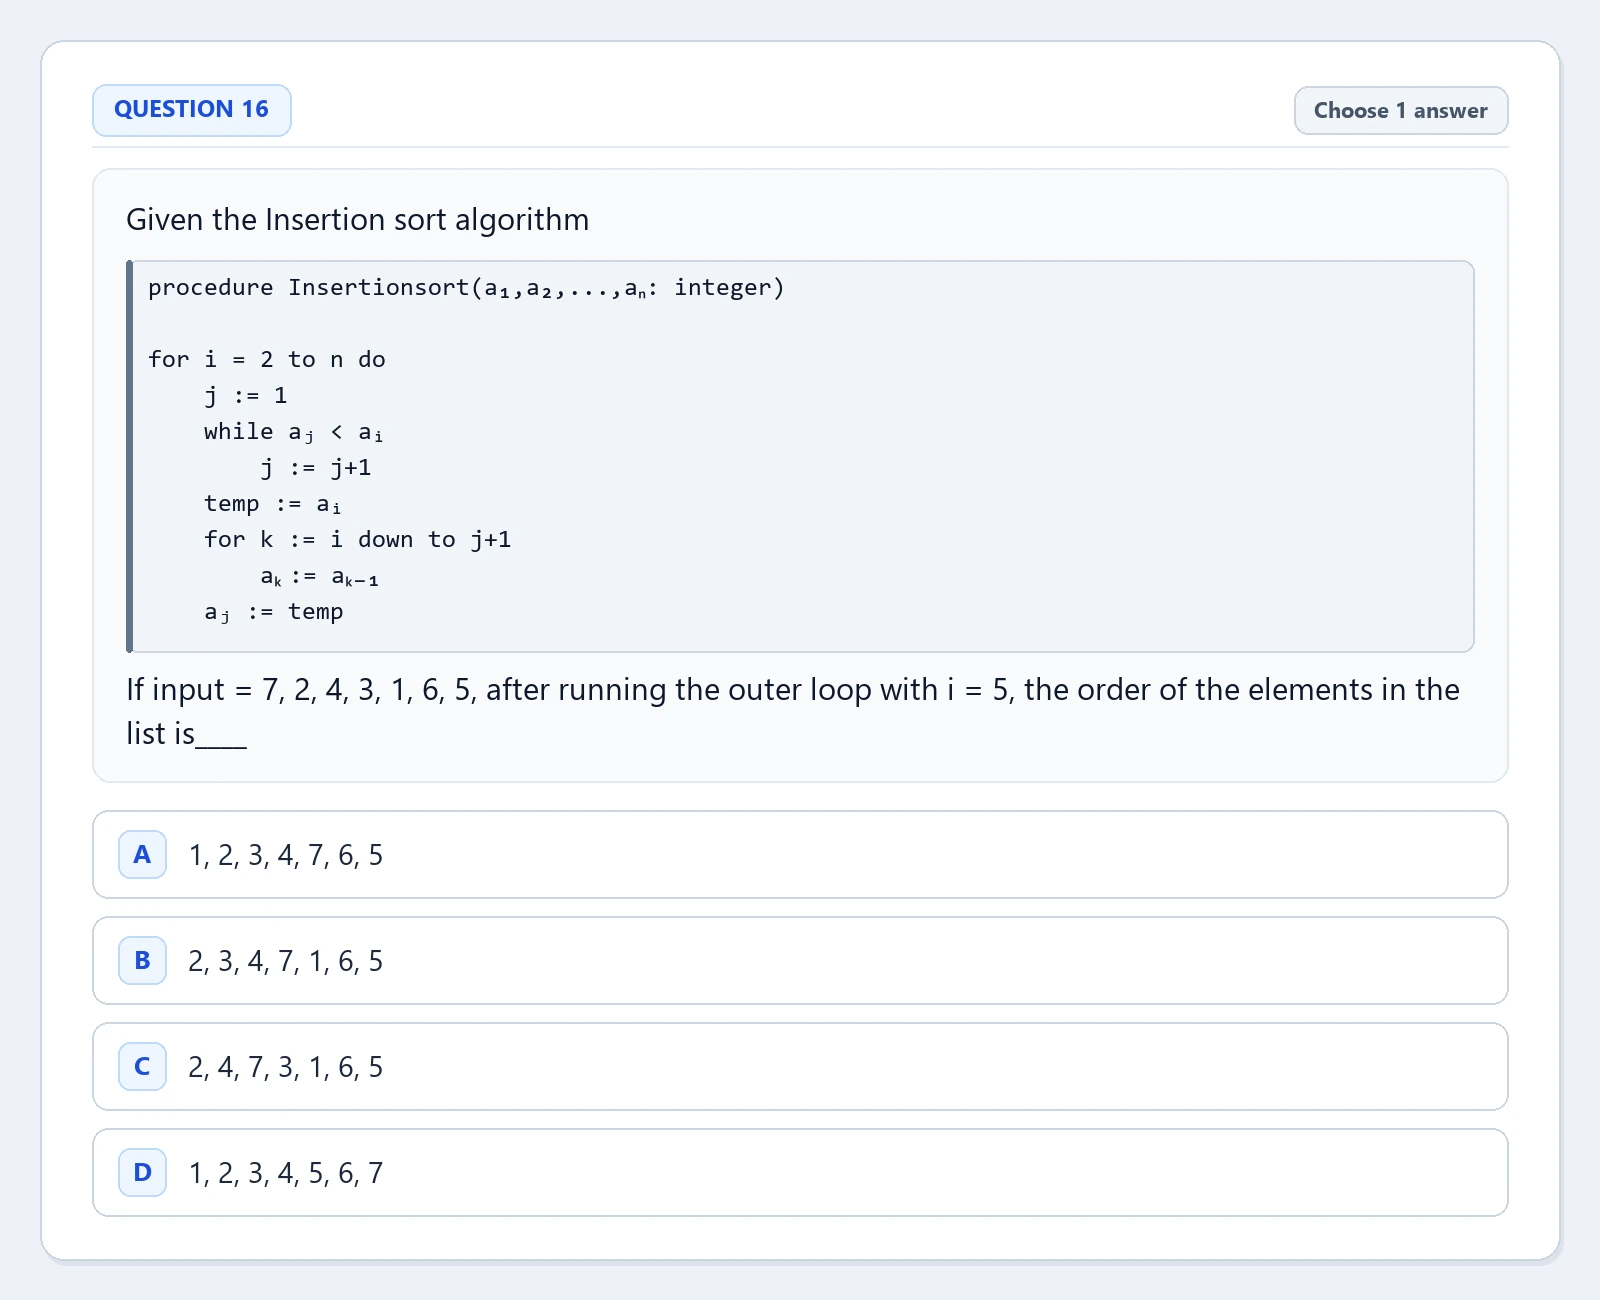 QUESTION 16
Choose 1 answer
Given the Insertion sort algorithm
procedure Insertionsort(a₁,a₂,...,aₙ: integer)
for i = 2 to n do
    j := 1
    while aⱼ < aᵢ
        j := j+1
    temp := aᵢ
    for k := i down to j+1
        aₖ := aₖ₋₁
    aⱼ := temp
If input = 7, 2, 4, 3, 1, 6, 5, after running the outer loop with i = 5, the order of the elements in the
list is____
A 1, 2, 3, 4, 7, 6, 5
B 2, 3, 4, 7, 1, 6, 5
C 2, 4, 7, 3, 1, 6, 5
D 1, 2, 3, 4, 5, 6, 7